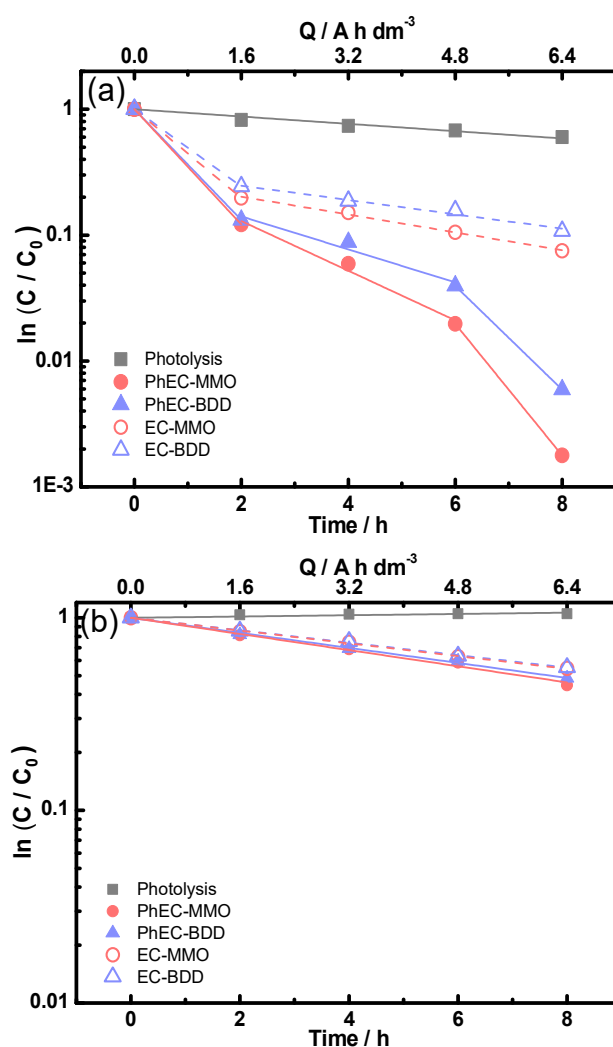 Q / A h dm⁻³
0.0 1.6 3.2 4.8 6.4
(a)
1
0.1
0.01
1E-3
ln (C / C₀)
Photolysis
PhEC-MMO
PhEC-BDD
EC-MMO
EC-BDD
0 2 4 6 8
Time / h
Q / A h dm⁻³
0.0 1.6 3.2 4.8 6.4
(b)
1
0.1
0.01
ln (C / C₀)
Photolysis
PhEC-MMO
PhEC-BDD
EC-MMO
EC-BDD
0 2 4 6 8
Time / h